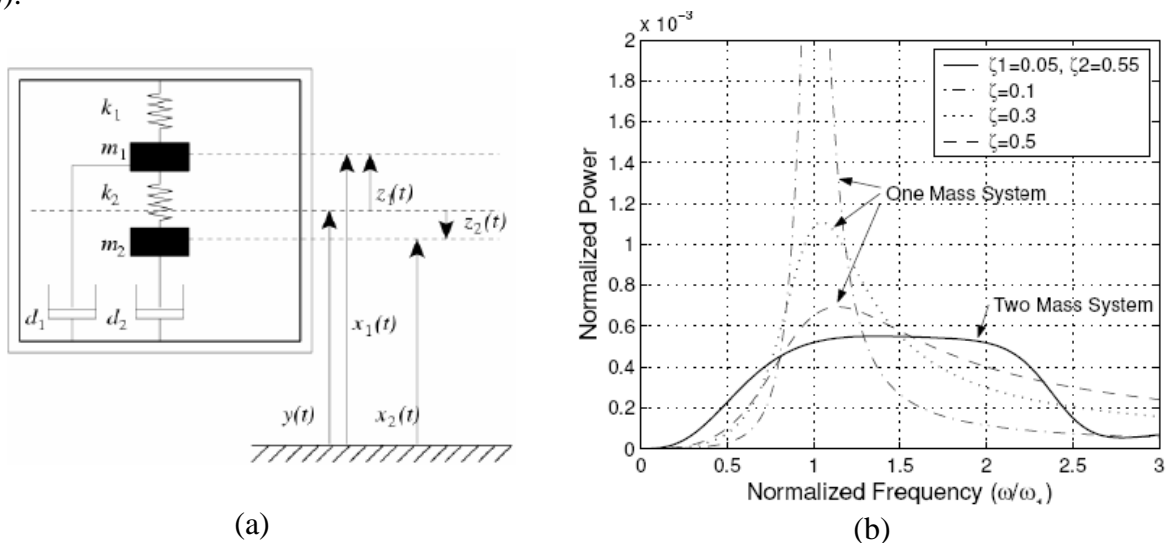 ).
k1
m1
k2
m2
d1
d2
z1(t)
z2(t)
x1(t)
y(t)
x2(t)
(a)
x 10^-3
2
1.8
1.6
1.4
1.2
1
0.8
0.6
0.4
0.2
0
Normalized Power
ζ1=0.05, ζ2=0.55
ζ=0.1
ζ=0.3
ζ=0.5
One Mass System
Two Mass System
0 0.5 1 1.5 2 2.5 3
Normalized Frequency (ω/ω
(b)